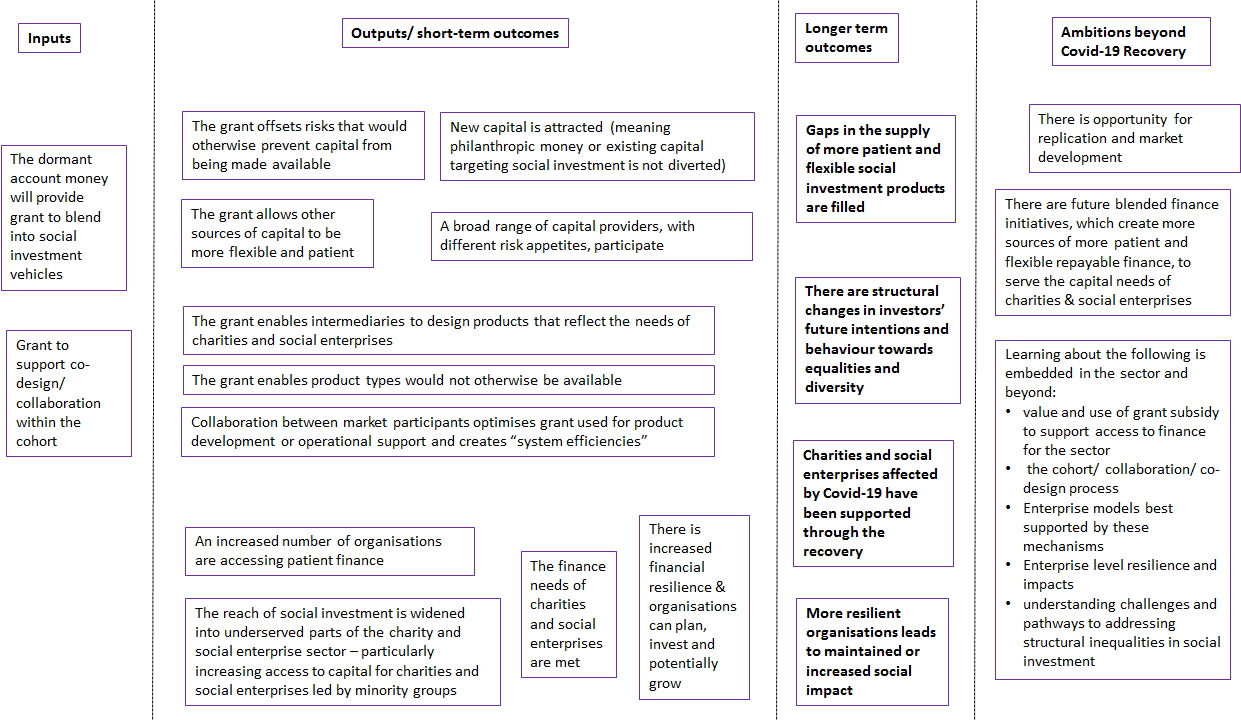 Inputs
The dormant
account money
will provide
grant to blend
into social
investment
vehicles
Grant to
support co-
design/
collaboration
within the
cohort
Outputs/ short-term outcomes
The grant offsets risks that would
otherwise prevent capital from
being made available
New capital is attracted (meaning
philanthropic money or existing capital
targeting social investment is not diverted)
The grant allows other
sources of capital to be
more flexible and patient
A broad range of capital providers, with
different risk appetites, participate
The grant enables intermediaries to design products that reflect the needs of
charities and social enterprises
The grant enables product types would not otherwise be available
Collaboration between market participants optimises grant used for product
development or operational support and creates “system efficiencies”
An increased number of organisations
are accessing patient finance
The reach of social investment is widened
into underserved parts of the charity and
social enterprise sector – particularly
increasing access to capital for charities and
social enterprises led by minority groups
The finance
needs of
charities
and social
enterprises
are met
There is
increased
financial
resilience &
organisations
can plan,
invest and
potentially
grow
Longer term
outcomes
Gaps in the supply
of more patient and
flexible social
investment products
are filled
There are structural
changes in investors’
future intentions and
behaviour towards
equalities and
diversity
Charities and social
enterprises affected
by Covid-19 have
been supported
through the
recovery
More resilient
organisations leads
to maintained or
increased social
impact
Ambitions beyond
Covid-19 Recovery
There is opportunity for
replication and market
development
There are future blended finance
initiatives, which create more
sources of more patient and
flexible repayable finance, to
serve the capital needs of
charities & social enterprises
Learning about the following is
embedded in the sector and
beyond:
• value and use of grant subsidy
to support access to finance
for the sector
• the cohort/ collaboration/ co-
design process
• Enterprise models best
supported by these
mechanisms
• Enterprise level resilience and
impacts
• understanding challenges and
pathways to addressing
structural inequalities in social
investment